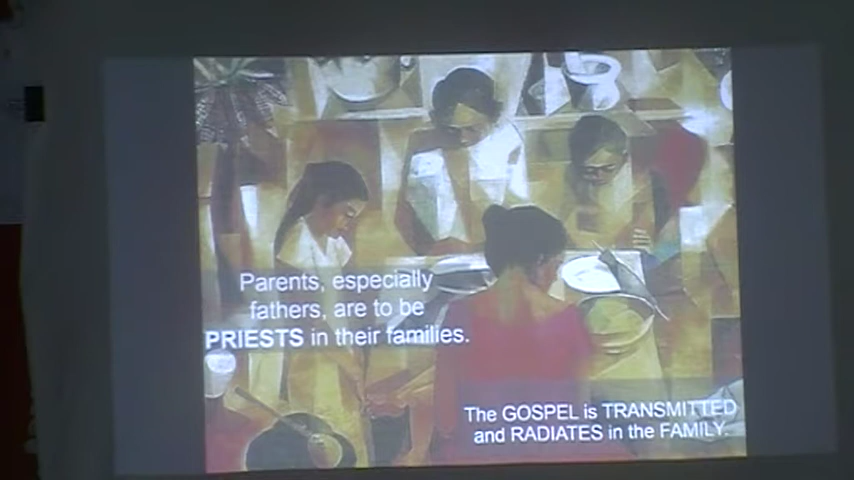 Parents, especially
fathers, are to be
PRIESTS in their families.
The GOSPEL is TRANSMITTED
and RADIATES in the FAMILY.